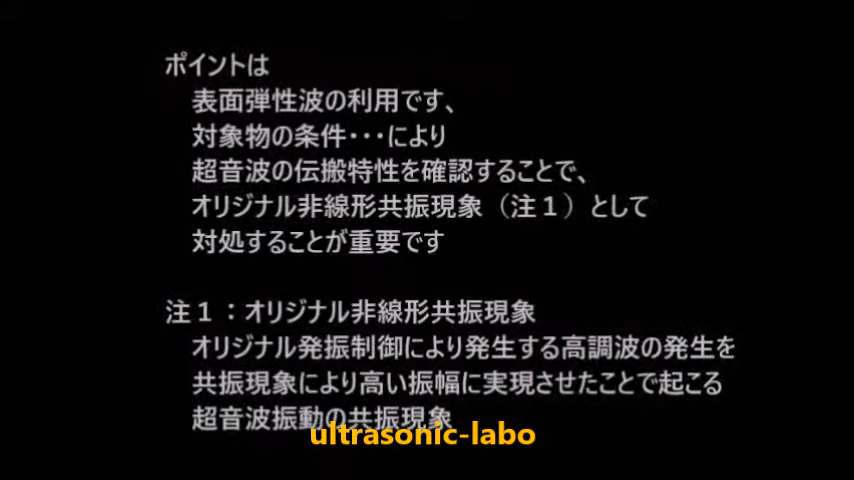 ポイントは
表面弾性波の利用です、
対象物の条件・・・により
超音波の伝搬特性を確認することで、
オリジナル非線形共振現象（注１）として
対処することが重要です
注１：オリジナル非線形共振現象
オリジナル発振制御により発生する高調波の発生を
共振現象により高い振幅に実現させたことで起こる
超音波振動の共振現象
ultrasonic-labo